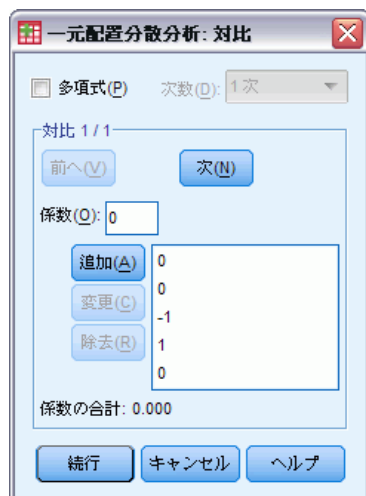 一元配置分散分析: 対比
多項式(P) 次数(D): 1次
対比 1 / 1
前へ(V) 次(N)
係数(O): 0
追加(A)
変更(C)
除去(R)
0
0
-1
1
0
係数の合計: 0.000
続行 キャンセル ヘルプ